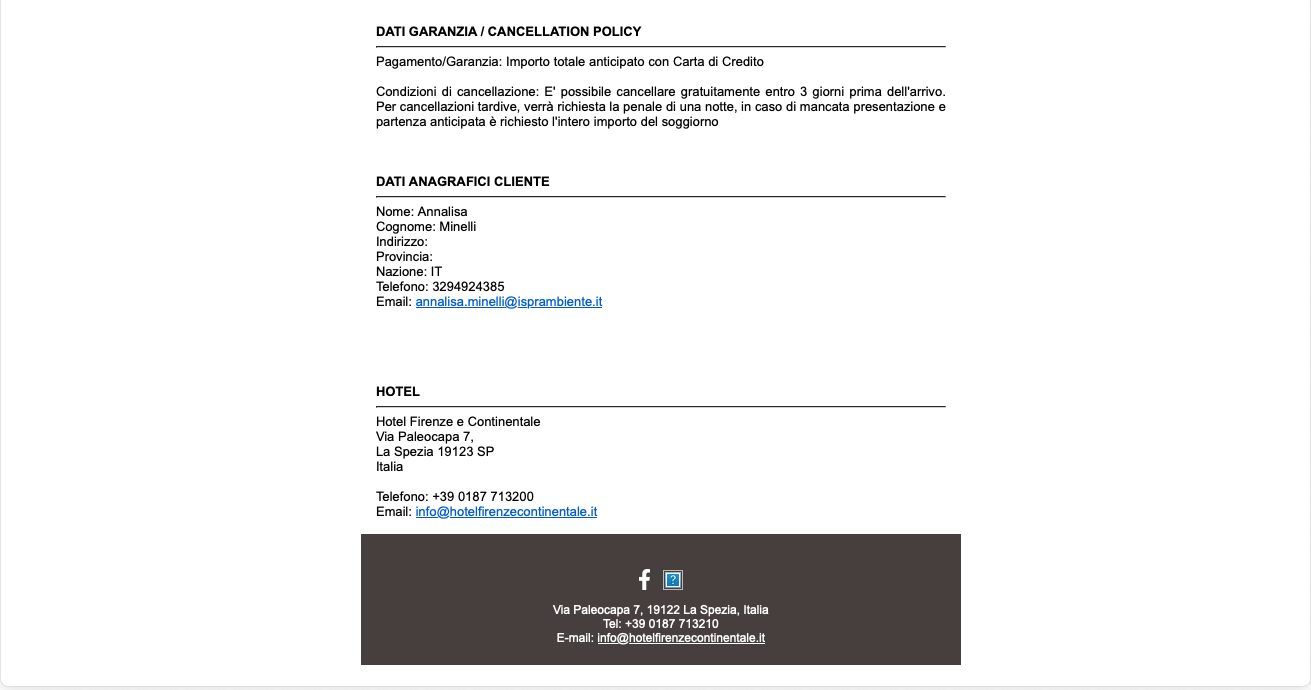 DATI GARANZIA / CANCELLATION POLICY
Pagamento/Garanzia: Importo totale anticipato con Carta di Credito
Condizioni di cancellazione: E' possibile cancellare gratuitamente entro 3 giorni prima dell'arrivo.
Per cancellazioni tardive, verrà richiesta la penale di una notte, in caso di mancata presentazione e
partenza anticipata è richiesto l'intero importo del soggiorno
DATI ANAGRAFICI CLIENTE
Nome: Annalisa
Cognome: Minelli
Indirizzo:
Provincia:
Nazione: IT
Telefono: 3294924385
Email: annalisa.minelli@isprambiente.it
HOTEL
Hotel Firenze e Continentale
Via Paleocapa 7,
La Spezia 19123 SP
Italia
Telefono: +39 0187 713200
Email: info@hotelfirenzecontinentale.it
Via Paleocapa 7, 19122 La Spezia, Italia
Tel: +39 0187 713210
E-mail: info@hotelfirenzecontinentale.it